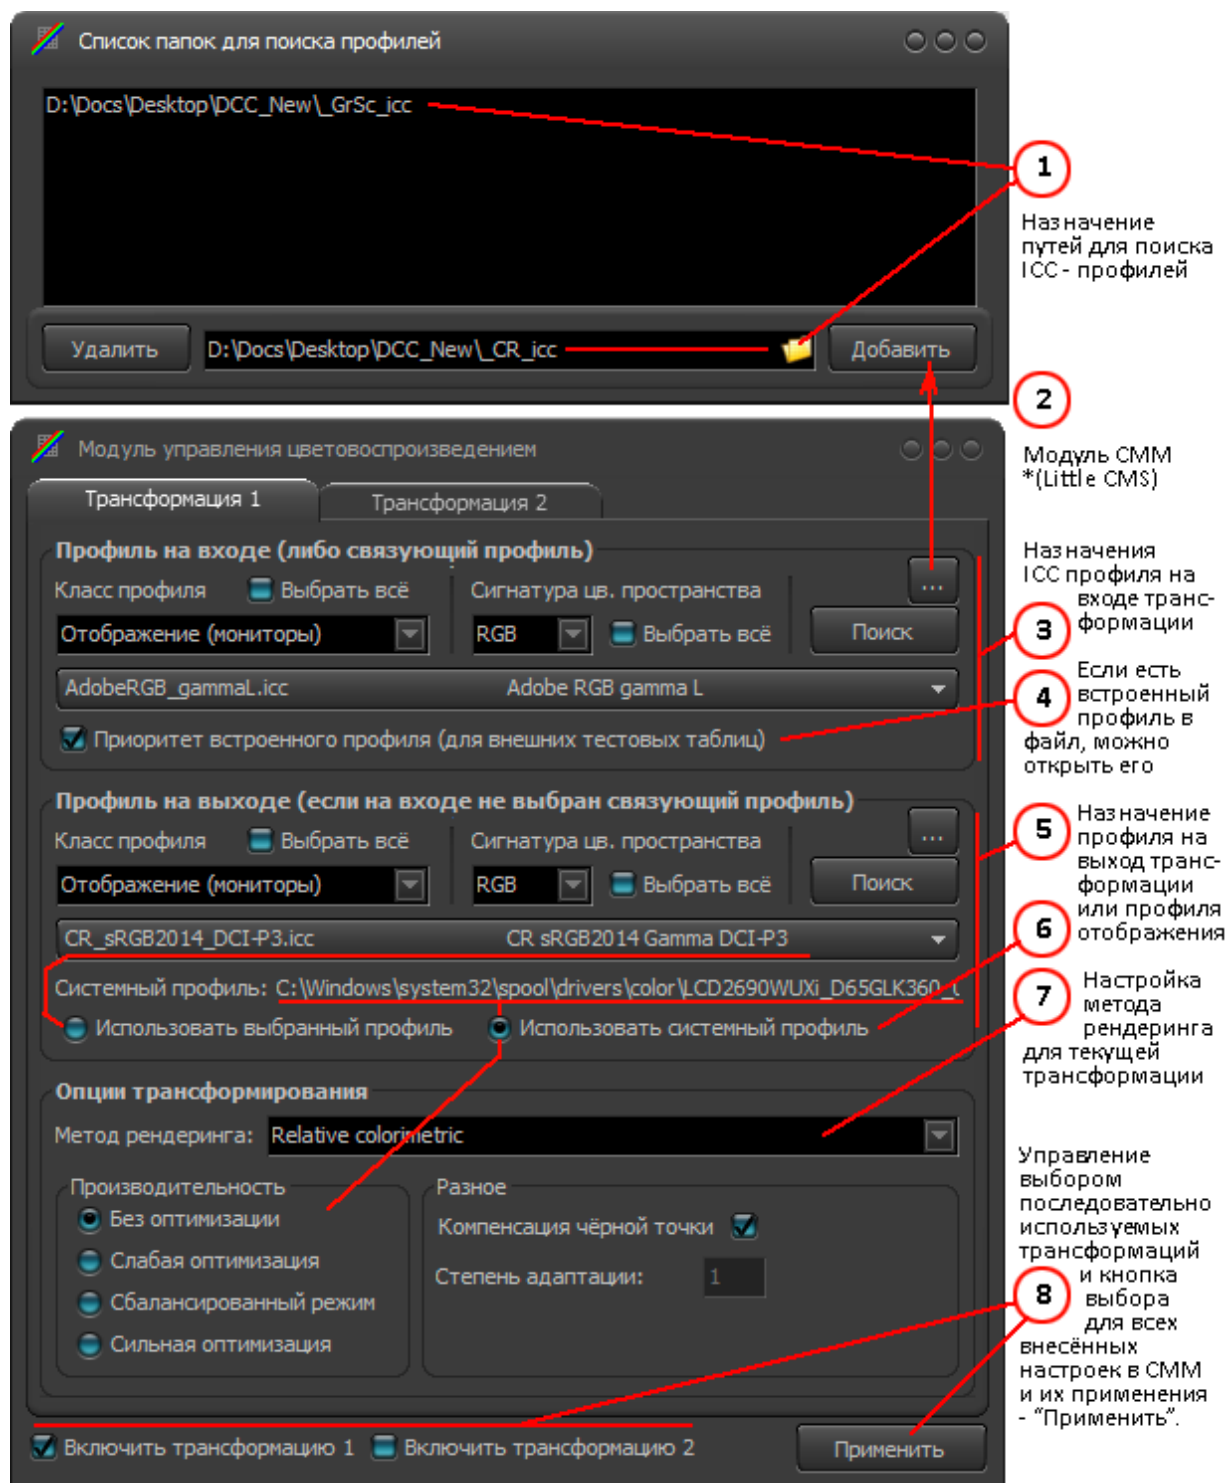 Список папок для поиска профилей
D:\Docs\Desktop\DCC_New\_GrSc_icc
1
Назначение
путей для поиска
ICC - профилей
Удалить
D:\Docs\Desktop\DCC_New\_CR_icc
Добавить
2
Модуль CMM
*(Little CMS)
Модуль управления цветовоспроизведением
Трансформация 1
Трансформация 2
Профиль на входе (либо связующий профиль)
Класс профиля
Выбрать всё
Сигнатура цв. пространства
...
Отображение (мониторы)
RGB
Выбрать всё
Поиск
AdobeRGB_gammaL.icc
Adobe RGB gamma L
Приоритет встроенного профиля (для внешних тестовых таблиц)
Назначения
ICC профиля на
входе транс-
формации
3
4
Если есть
встроенный
профиль в
файл, можно
открыть его
Профиль на выходе (если на входе не выбран связующий профиль)
Класс профиля
Выбрать всё
Сигнатура цв. пространства
...
Отображение (мониторы)
RGB
Выбрать всё
Поиск
CR_sRGB2014_DCI-P3.icc
CR sRGB2014 Gamma DCI-P3
Системный профиль: C:\Windows\system32\spool\drivers\color\LCD2690WUXi_D65GLK360_
Использовать выбранный профиль
Использовать системный профиль
5
Назначение
профиля на
выход транс-
формации
или профиля
отображения
6
7
Настройка
метода
рендеринга
для текущей
трансформации
Опции трансформирования
Метод рендеринга:
Relative colorimetric
Производительность
Без оптимизации
Слабая оптимизация
Сбалансированный режим
Сильная оптимизация
Разное
Компенсация чёрной точки
Степень адаптации:
1
Управление
выбором
последовательно
используемых
трансформаций
и кнопка
выбора
для всех
внесённых
настроек в CMM
и их применения
- “Применить”.
8
Включить трансформацию 1
Включить трансформацию 2
Применить